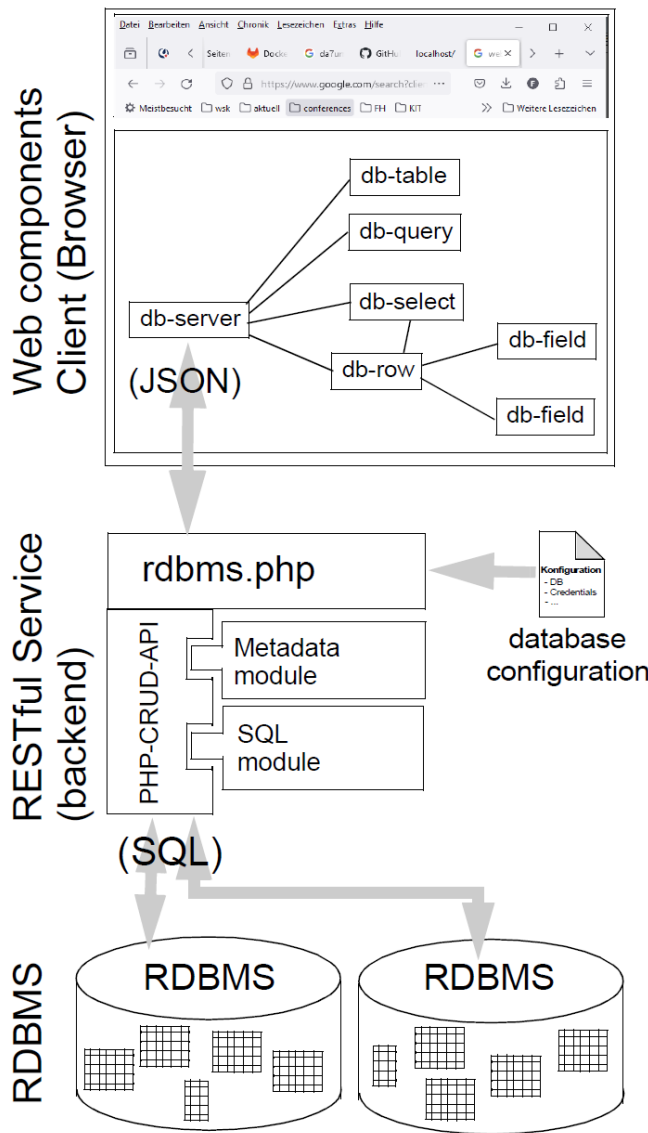 Datei Bearbeiten Ansicht Chronik Lesezeichen Extras Hilfe
Seiten Docke G da7ur GitHu localhost/ G we
https://www.google.com/search?clie
Meistbesucht wsk aktuell conferences FH KIT Weitere Lesezeichen
Web components
Client (Browser)
db-table
db-query
db-select
db-server
db-field
db-row
db-field
(JSON)
RESTful Service
(backend)
rdbms.php
Konfiguration
- DB
- Credentials
- ...
database
configuration
PHP-CRUD-API
Metadata
module
SQL
module
(SQL)
RDBMS
RDBMS
RDBMS